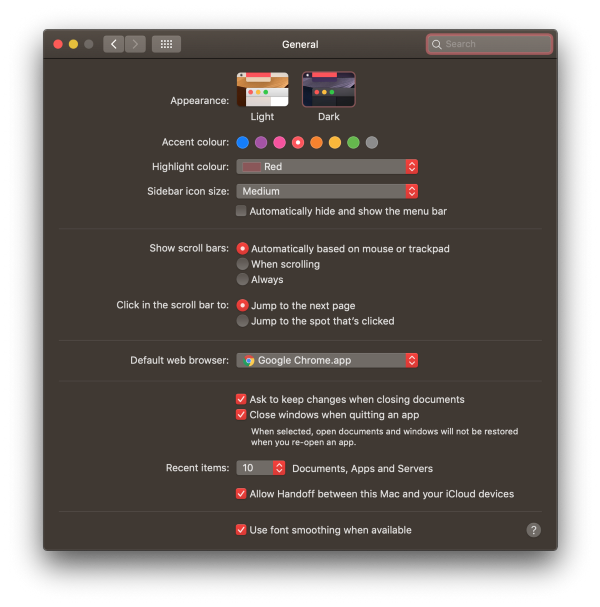 General
Search
Appearance:
Light
Dark
Accent colour:
Highlight colour: Red
Sidebar icon size: Medium
Automatically hide and show the menu bar
Show scroll bars: Automatically based on mouse or trackpad
When scrolling
Always
Click in the scroll bar to: Jump to the next page
Jump to the spot that's clicked
Default web browser: Google Chrome.app
Ask to keep changes when closing documents
Close windows when quitting an app
When selected, open documents and windows will not be restored
when you re-open an app.
Recent items: 10 Documents, Apps and Servers
Allow Handoff between this Mac and your iCloud devices
Use font smoothing when available
?